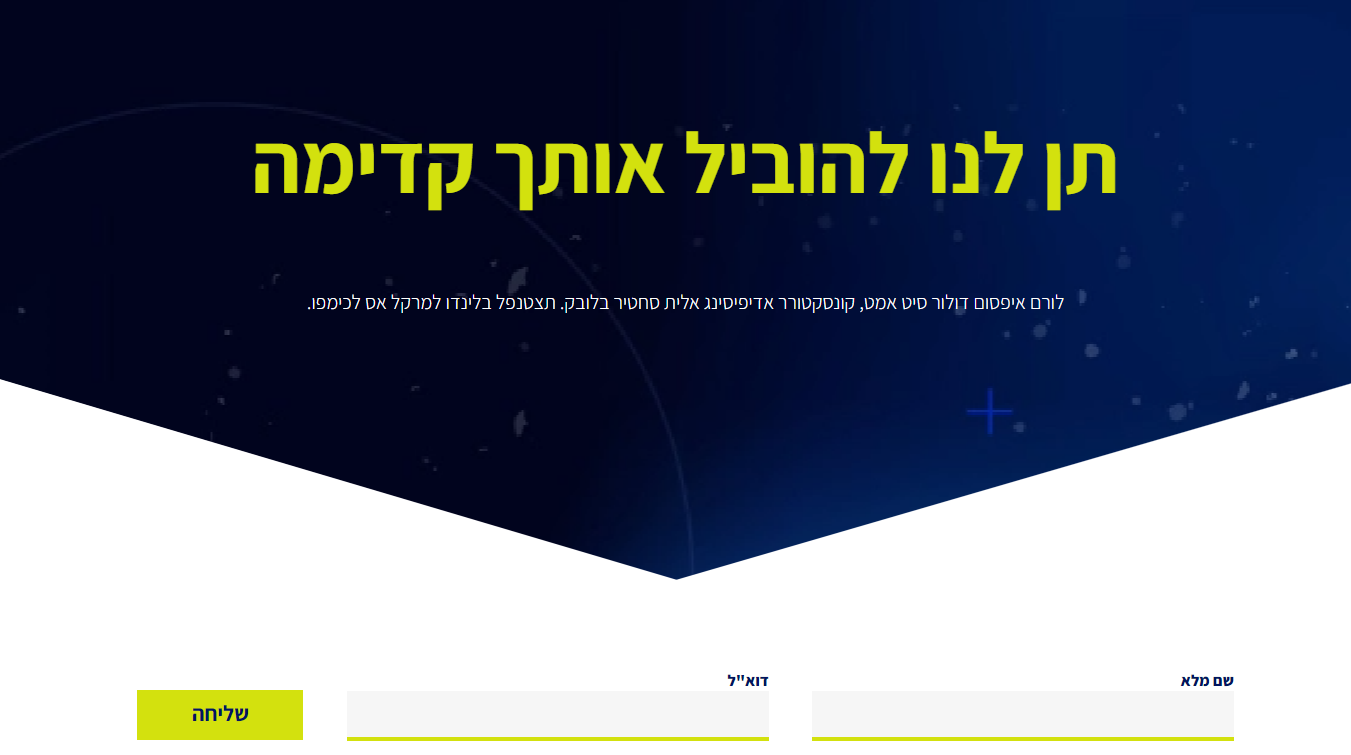 תן לנו להוביל אותך קדימה
לורם איפסום דולור סיט אמט, קונסקטורר אדיפיסינג אלית סחטיר בלובק. תצטנפל בלינדו למרקל אס לכימפו.
שם מלא
דוא"ל
שליחה